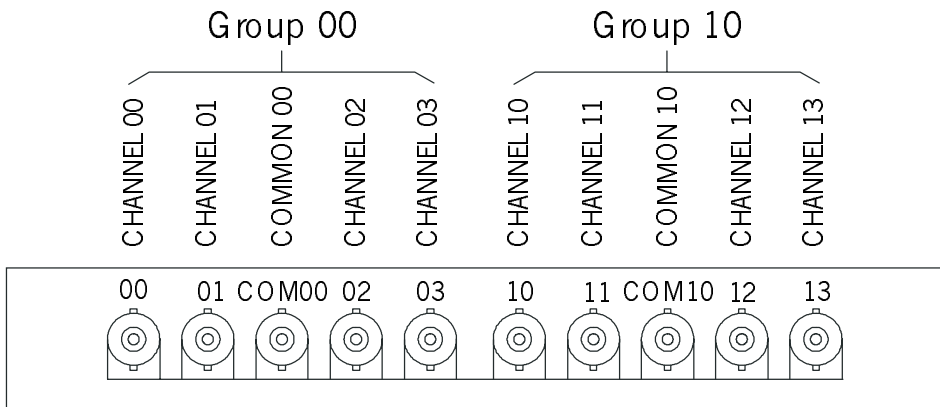 Group 00 Group 10
CHANNEL 00
CHANNEL 01
COMMON 00
CHANNEL 02
CHANNEL 03
CHANNEL 10
CHANNEL 11
COMMON 10
CHANNEL 12
CHANNEL 13
00 01 COM00 02 03 10 11 COM10 12 13